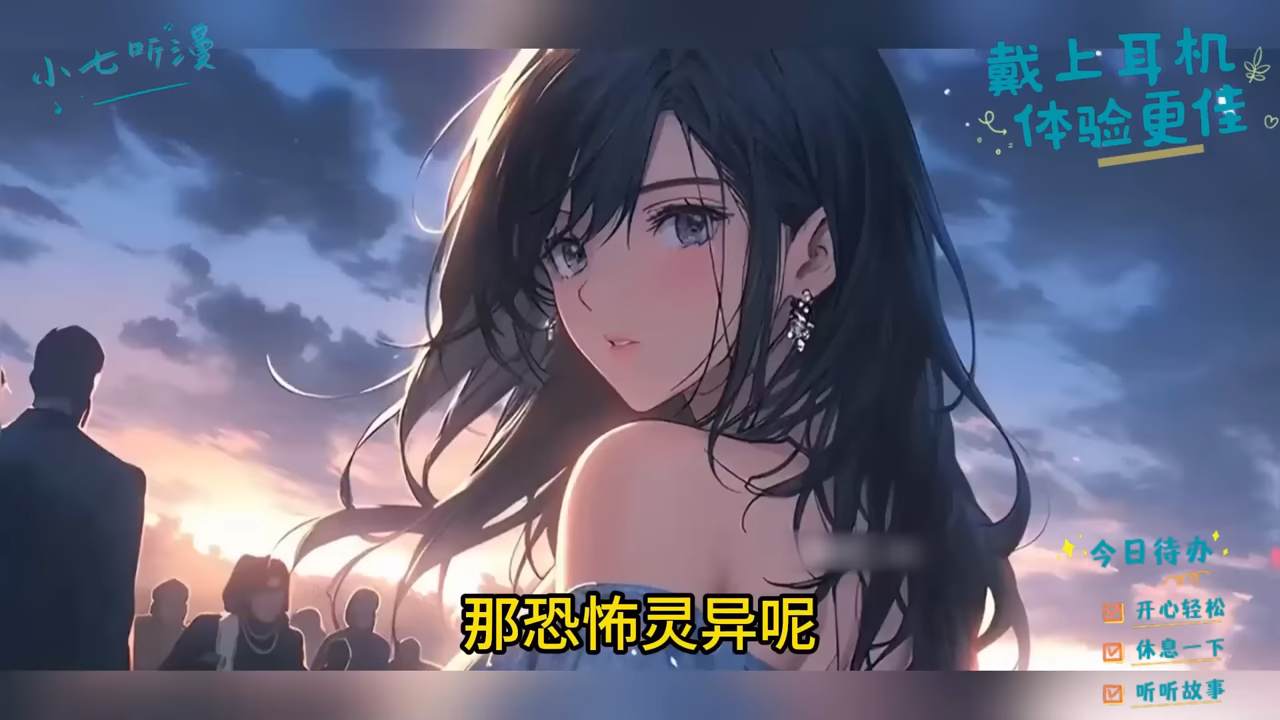 小七听漫
戴上耳机
体验更佳
今日待办
开心轻松
休息一下
听听故事
那恐怖灵异呢